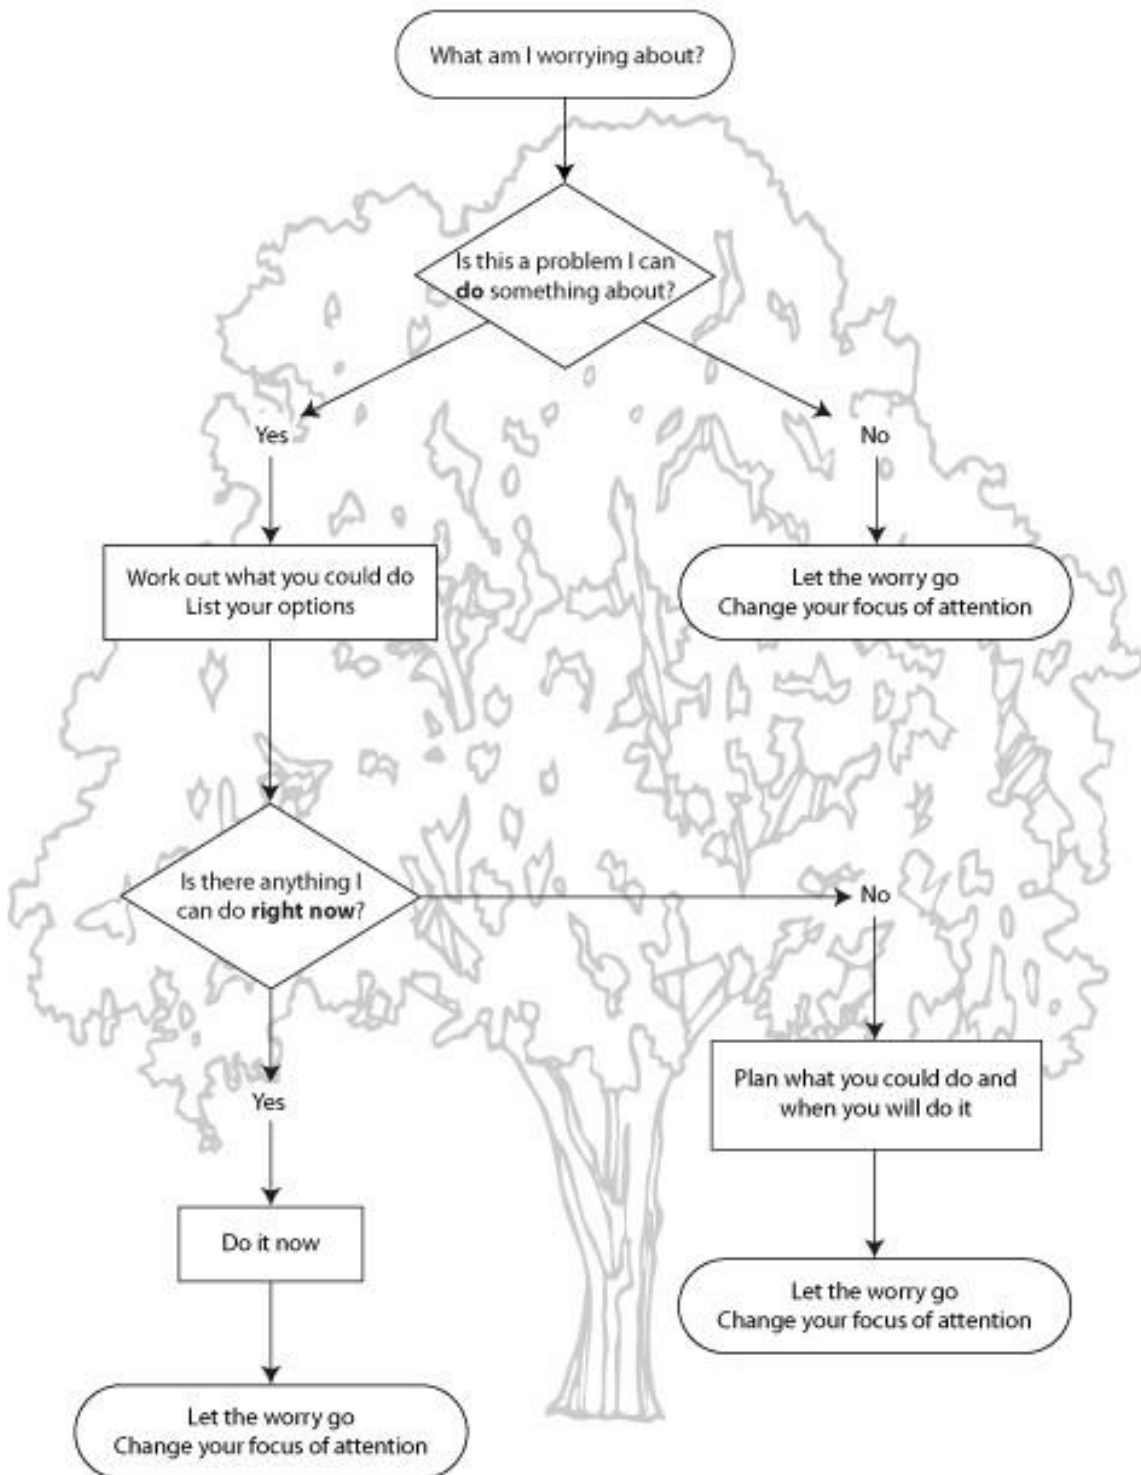 What am I worrying about?
Is this a problem I can
do something about?
Yes
No
Work out what you could do
List your options
Let the worry go
Change your focus of attention
Is there anything I
can do right now?
No
Yes
Plan what you could do and
when you will do it
Do it now
Let the worry go
Change your focus of attention
Let the worry go
Change your focus of attention